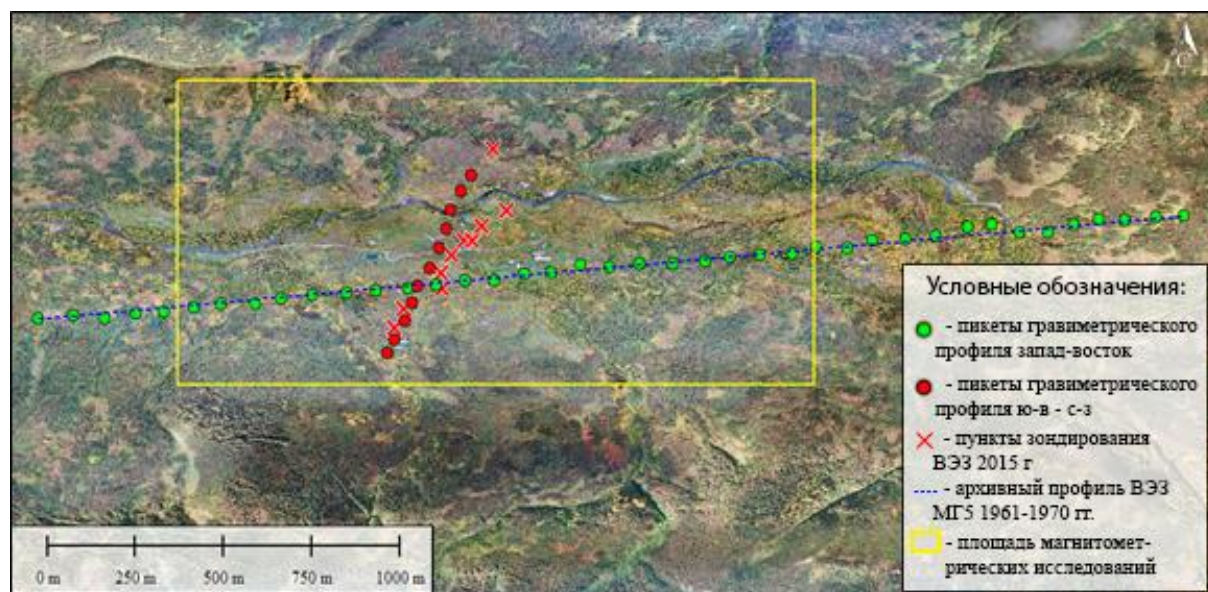 С
Условные обозначения:
- пикеты гравиметрического
профиля запад-восток
- пикеты гравиметрического
профиля ю-в - с-з
- пункты зондирования
ВЭЗ 2015 г
- архивный профиль ВЭЗ
МГ5 1961-1970 гг.
- площадь магнитомет-
рических исследований
0 m 250 m 500 m 750 m 1000 m